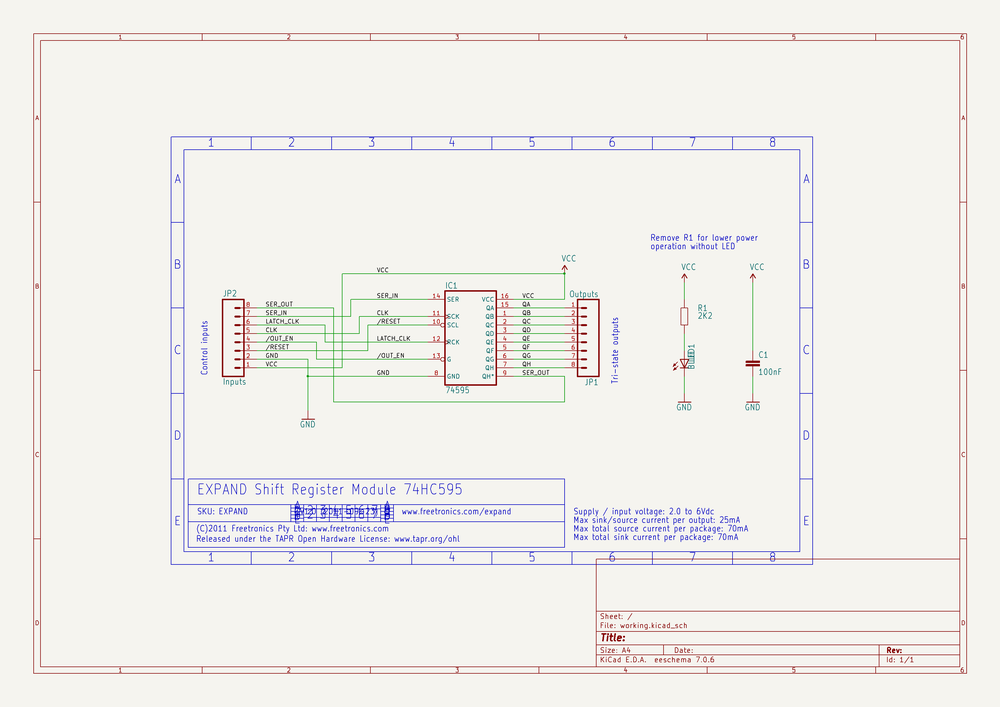 1 2 3 4 5 6
A A
1 2 3 4 5 6 7 8
A A
Remove R1 for lower power
operation without LED
B B
VCC
VCC
VCC VCC
B B
JP2
IC1
Outputs
SER_OUT
SER_IN
LATCH_CLK
CLK
/OUT_EN
/RESET
GND
VCC
8
7
6
5
4
3
2
1
Inputs
Control inputs
SER_IN
CLK
/RESET
LATCH_CLK
/OUT_EN
GND
14 SER
11 SCK
10 SCL
12 RCK
13 G
8 GND
VCC 16 VCC
QA 15 QA
QB 1 QB
QC 2 QC
QD 3 QD
QE 4 QE
QF 5 QF
QG 6 QG
QH 7 QH
QH* 9 SER_OUT
74595
1
2
3
4
5
6
7
8
JP1
Tri-state outputs
R1
2K2
C1
100nF
GND
GND GND
C C
D D
C C
EXPAND Shift Register Module 74HC595
SKU: EXPAND
www.freetronics.com/expand
(C)2011 Freetronics Pty Ltd: www.freetronics.com
Released under the TAPR Open Hardware License: www.tapr.org/ohl
Supply / input voltage: 2.0 to 6Vdc
Max sink/source current per output: 25mA
Max total source current per package: 70mA
Max total sink current per package: 70mA
E E
1 2 3 4 5 6 7 8
D D
Sheet: /
File: working.kicad_sch
Title:
Size: A4 Date: Rev:
KiCad E.D.A. eeschema 7.0.6 Id: 1/1
1 2 3 4 5 6